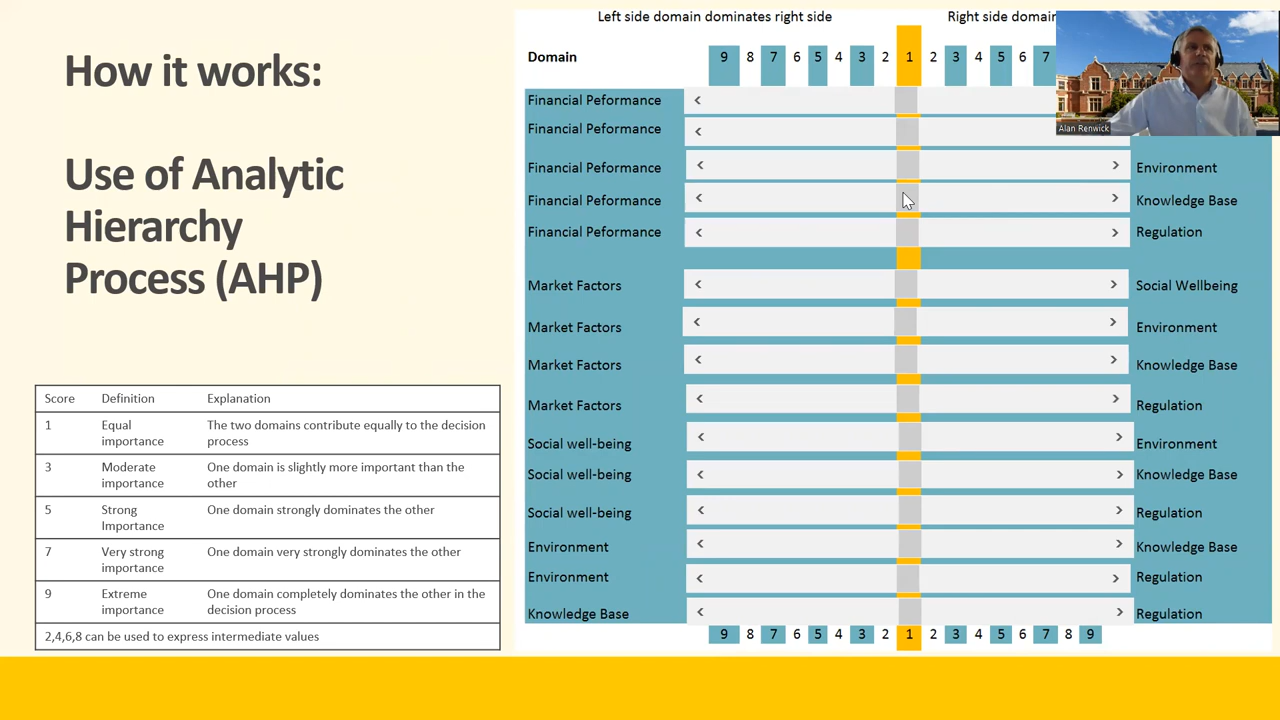 How it works:
Use of Analytic
Hierarchy
Process (AHP)
Score Definition Explanation
1 Equal importance The two domains contribute equally to the decision process
3 Moderate importance One domain is slightly more important than the other
5 Strong Importance One domain strongly dominates the other
7 Very strong importance One domain very strongly dominates the other
9 Extreme importance One domain completely dominates the other in the decision process
2,4,6,8 can be used to express intermediate values
Left side domain dominates right side Right side domain
Domain 9 8 7 6 5 4 3 2 1 2 3 4 5 6 7
Alan Renwick
Financial Peformance
Financial Peformance
Financial Peformance Environment
Financial Peformance Knowledge Base
Financial Peformance Regulation
Market Factors Social Wellbeing
Market Factors Environment
Market Factors Knowledge Base
Market Factors Regulation
Social well-being Environment
Social well-being Knowledge Base
Social well-being Regulation
Environment Knowledge Base
Environment Regulation
Knowledge Base Regulation
9 8 7 6 5 4 3 2 1 2 3 4 5 6 7 8 9